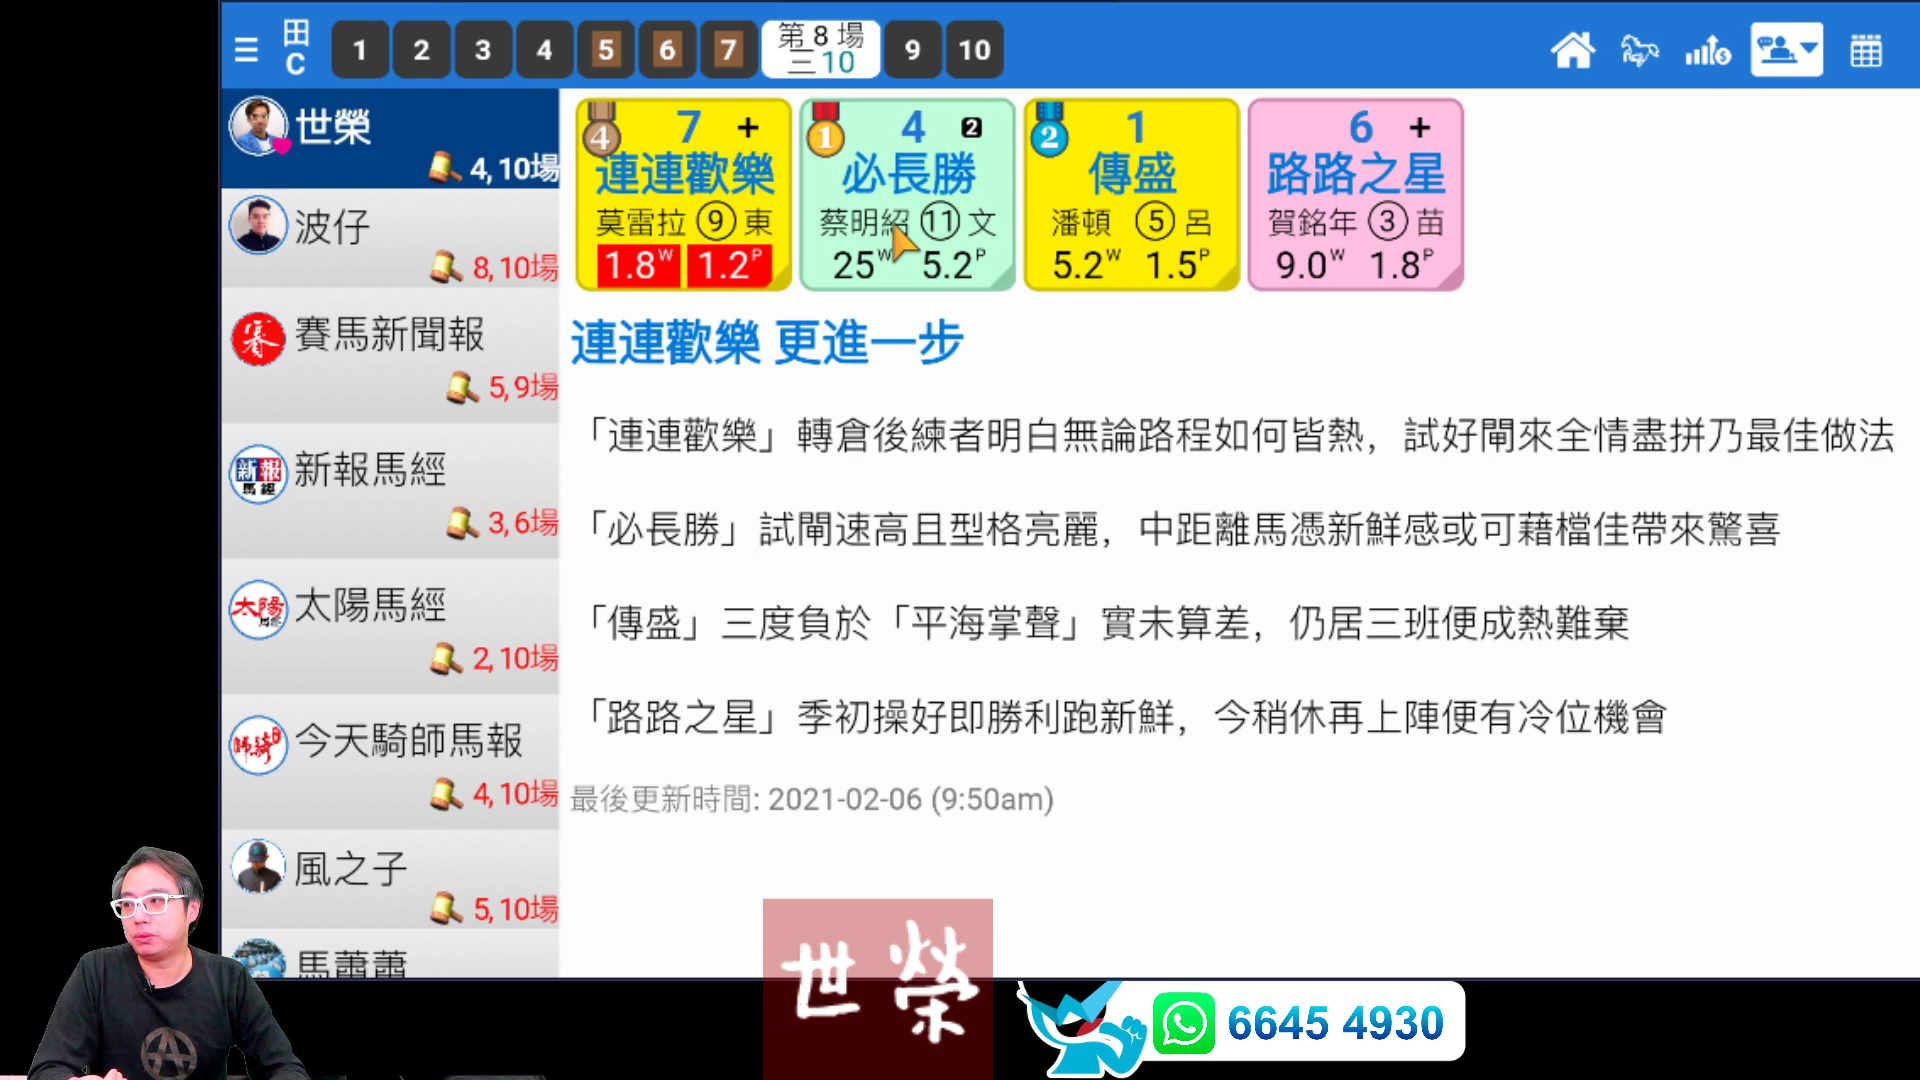 田
C
1
2
3
4
5
6
7
第 8 場
三 10
9
10
世榮
4, 10場
波仔
8, 10場
賽
賽馬新聞報
5, 9場
新報
馬經
新報馬經
3, 6場
太陽
太陽馬經
2, 10場
今天騎師馬報
4, 10場
風之子
5, 10場
馬蕭蕭
4 7 +
連連歡樂
莫雷拉 9 東
1.8W 1.2P
1 4 2
必長勝
蔡明紹 11 文
25W 5.2P
2 1
傳盛
潘頓 5 呂
5.2W 1.5P
6 +
路路之星
賀銘年 3 苗
9.0W 1.8P
連連歡樂 更進一步
「連連歡樂」轉倉後練者明白無論路程如何皆熱，試好閘來全情盡拼乃最佳做法
「必長勝」試閘速高且型格亮麗，中距離馬憑新鮮感或可藉檔佳帶來驚喜
「傳盛」三度負於「平海掌聲」實未算差，仍居三班便成熱難棄
「路路之星」季初操好即勝利跑新鮮，今稍休再上陣便有冷位機會
最後更新時間: 2021-02-06 (9:50am)
世榮
6645 4930